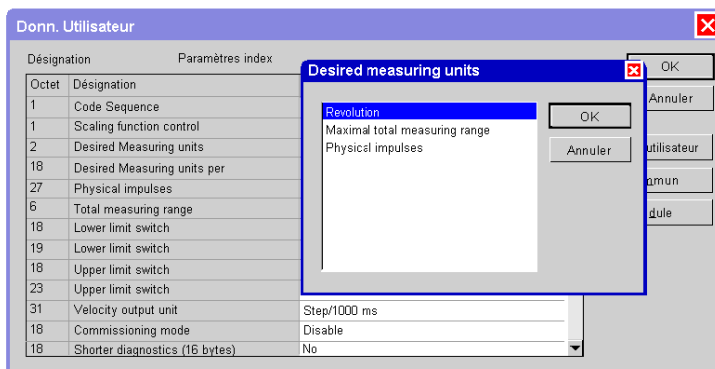 Donn. Utilisateur
Désignation Paramètres index
Octet Désignation
1 Code Sequence
1 Scaling function control
2 Desired Measuring units
18 Desired Measuring units per
27 Physical impulses
6 Total measuring range
18 Lower limit switch
19 Lower limit switch
18 Upper limit switch
23 Upper limit switch
31 Velocity output unit Step/1000 ms
18 Commissioning mode Disable
18 Shorter diagnostics (16 bytes) No
Desired measuring units
Revolution
Maximal total measuring range
Physical impulses
OK
Annuler
OK
Annuler
utilisateur
mmun
dule